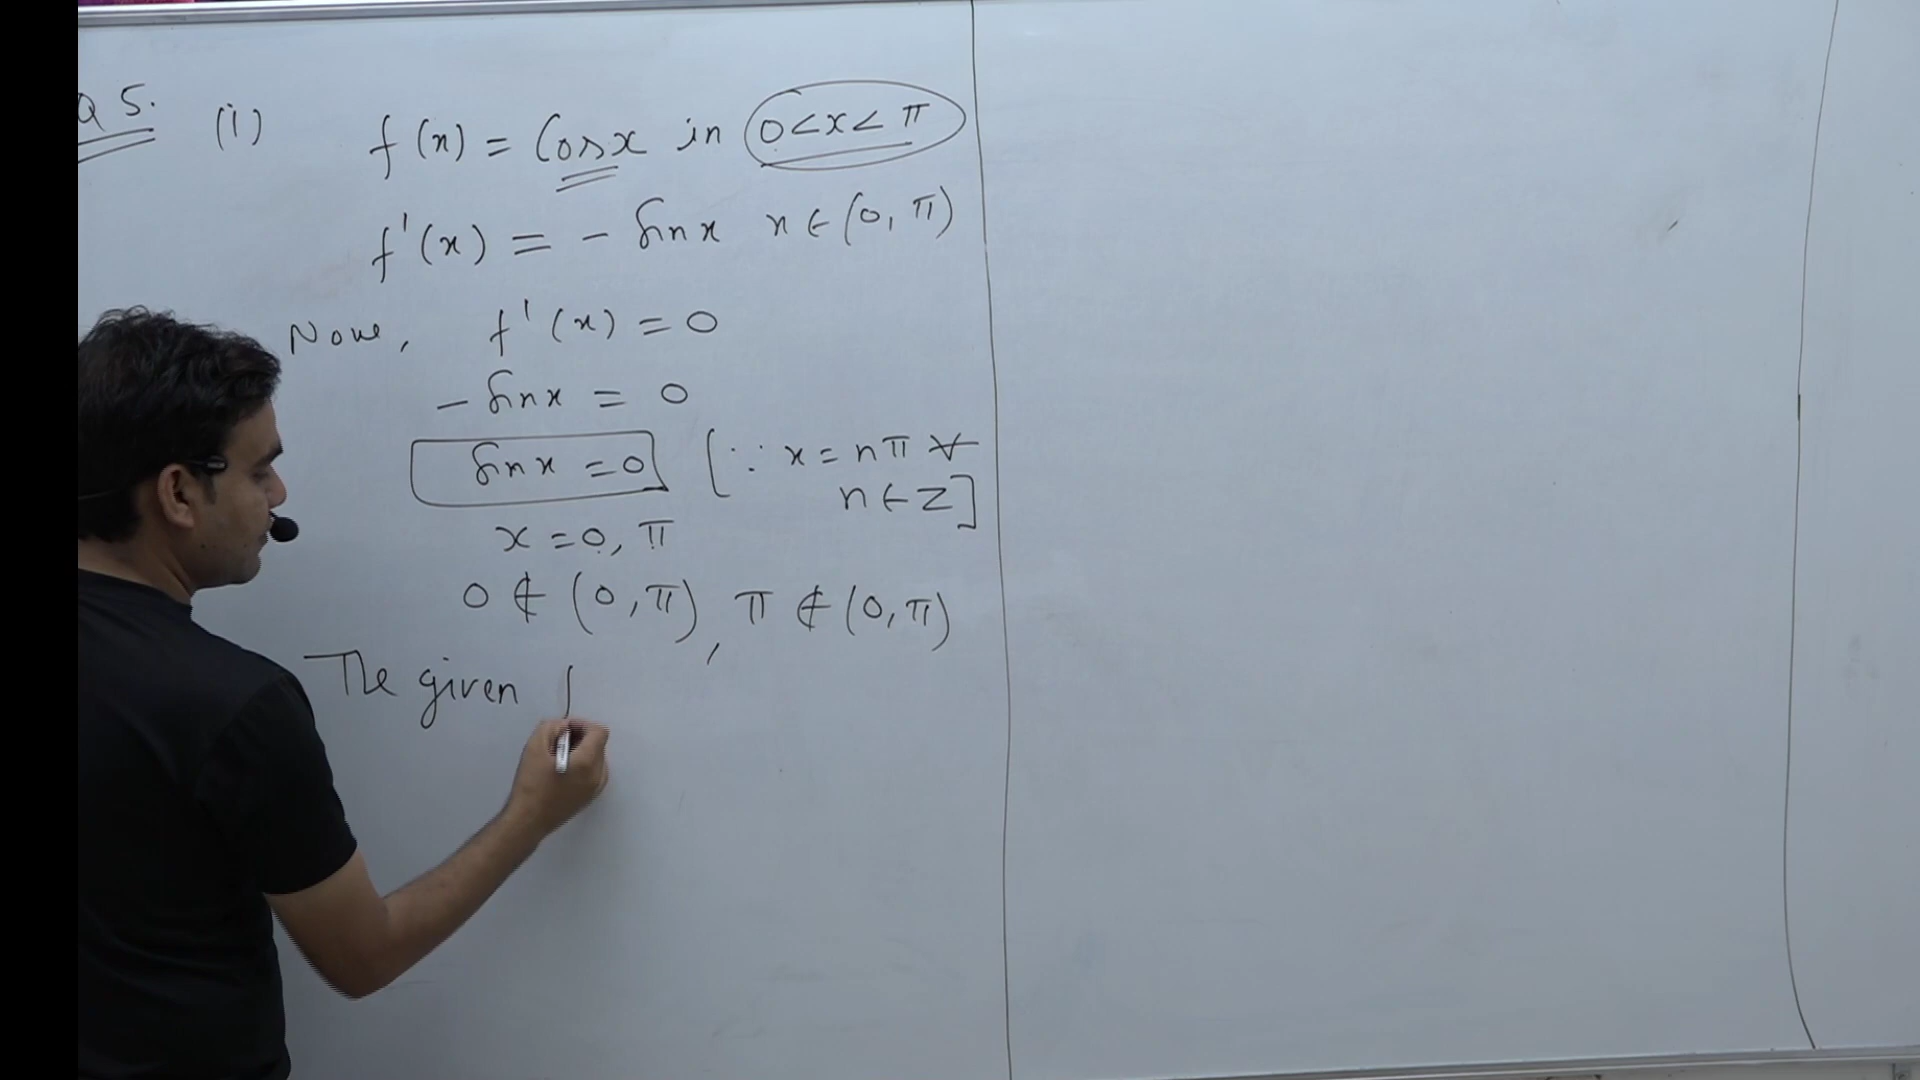 Q 5. (i) f(x) = Cos x in 0<x<π
f'(x) = - Sin x x ∈ (0, π)
Now, f'(x) = 0
- Sin x = 0
Sin x = 0 [∵ x = nπ ∀
n ∈ Z]
x = 0, π
0 ∉ (0, π), π ∉ (0, π)
The given f